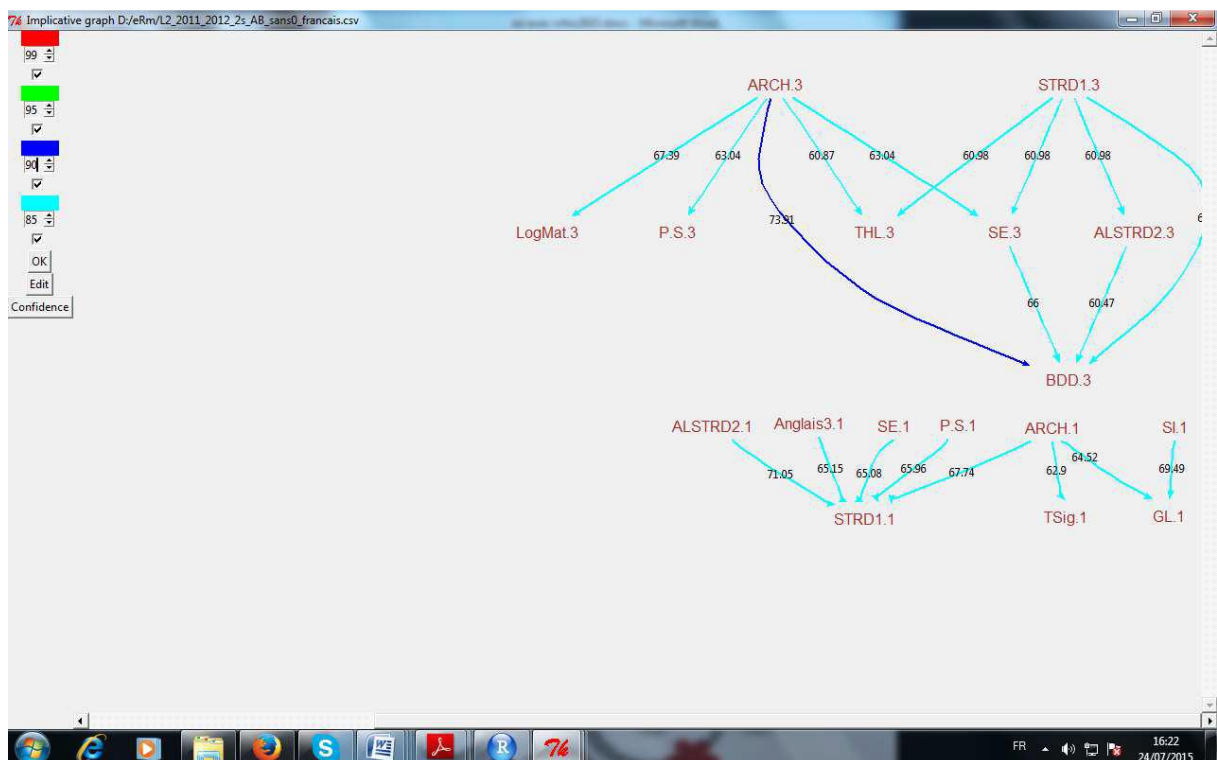 Implicative graph D:/eRm/L2_2011_2012_2s_AB_sans0_francais.csv
99
95
90
85
OK
Edit
Confidence
ARCH.3 STRD1.3
67.39 63.04 60.87 63.04 60.98 60.98 60.98
73.91
LogMat.3 P.S.3 THL.3 SE.3 ALSTRD2.3
66 60.47
BDD.3
ALSTRD2.1 Anglais3.1 SE.1 P.S.1 ARCH.1 SI.1
71.05 65.15 65.08 65.96 67.74 62.9 64.52 69.49
STRD1.1 TSig.1 GL.1
FR 16:22
24/07/2015